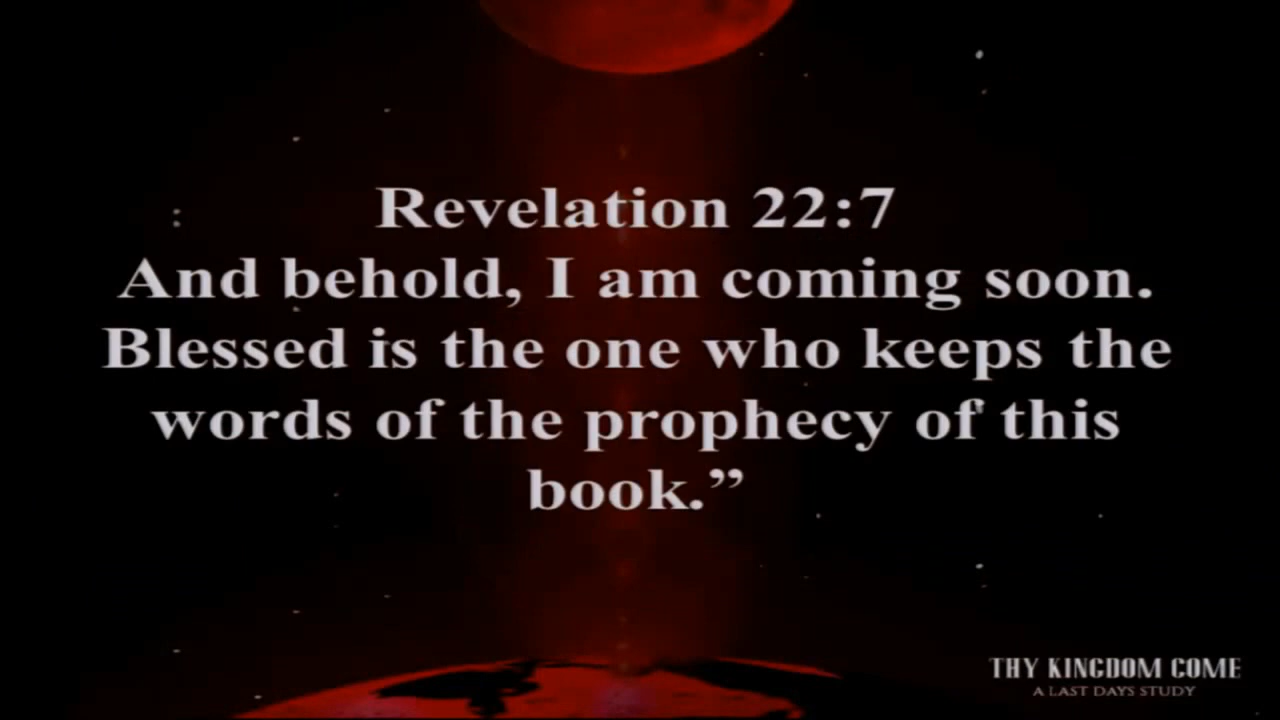 Revelation 22:7
And behold, I am coming soon.
Blessed is the one who keeps the
words of the prophecy of this
book.”
THY KINGDOM COME
A LAST DAYS STUDY